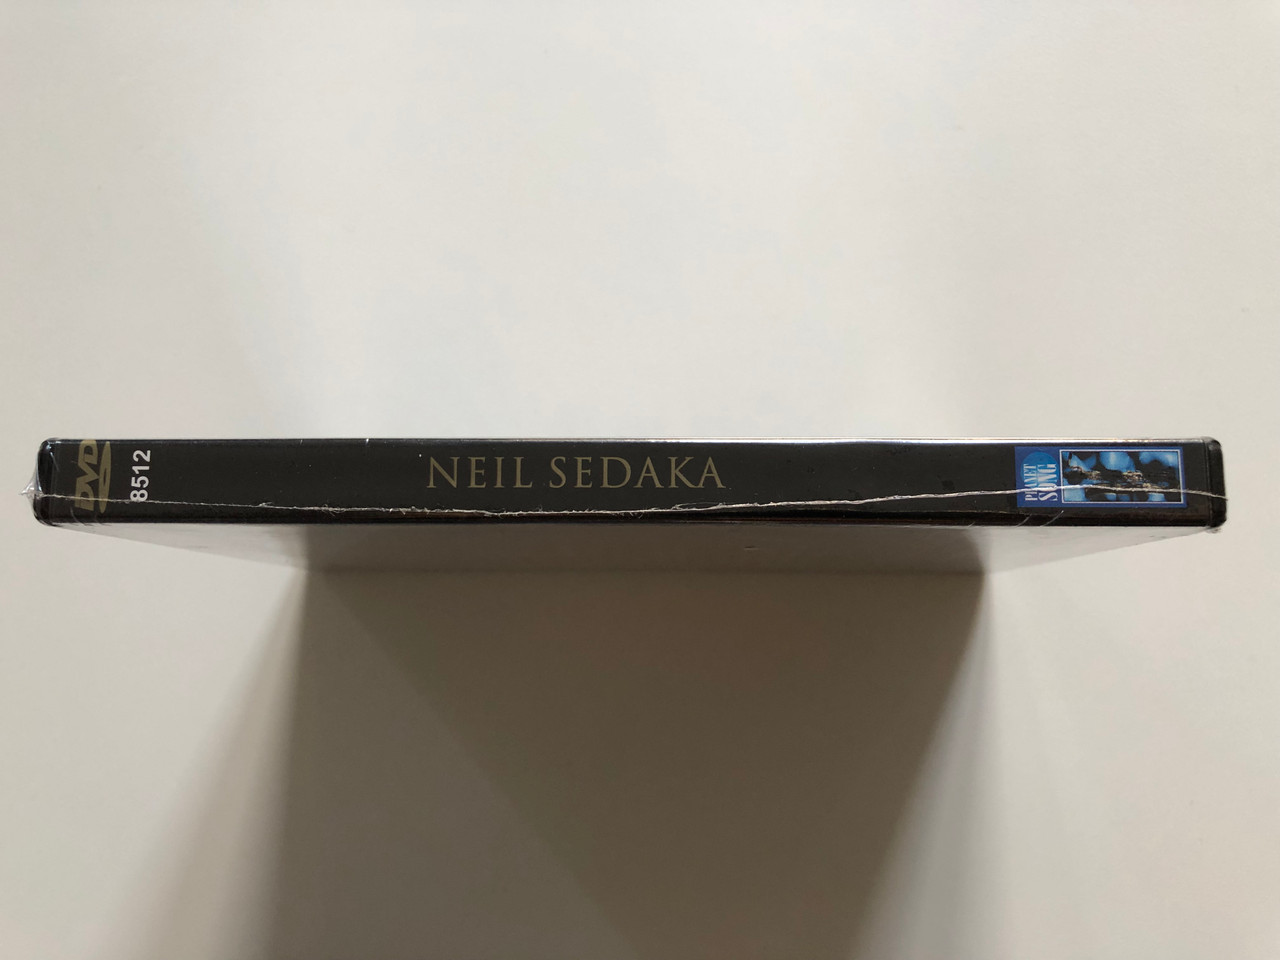 DVD
8512
NEIL SEDAKA
PLANET
SONG